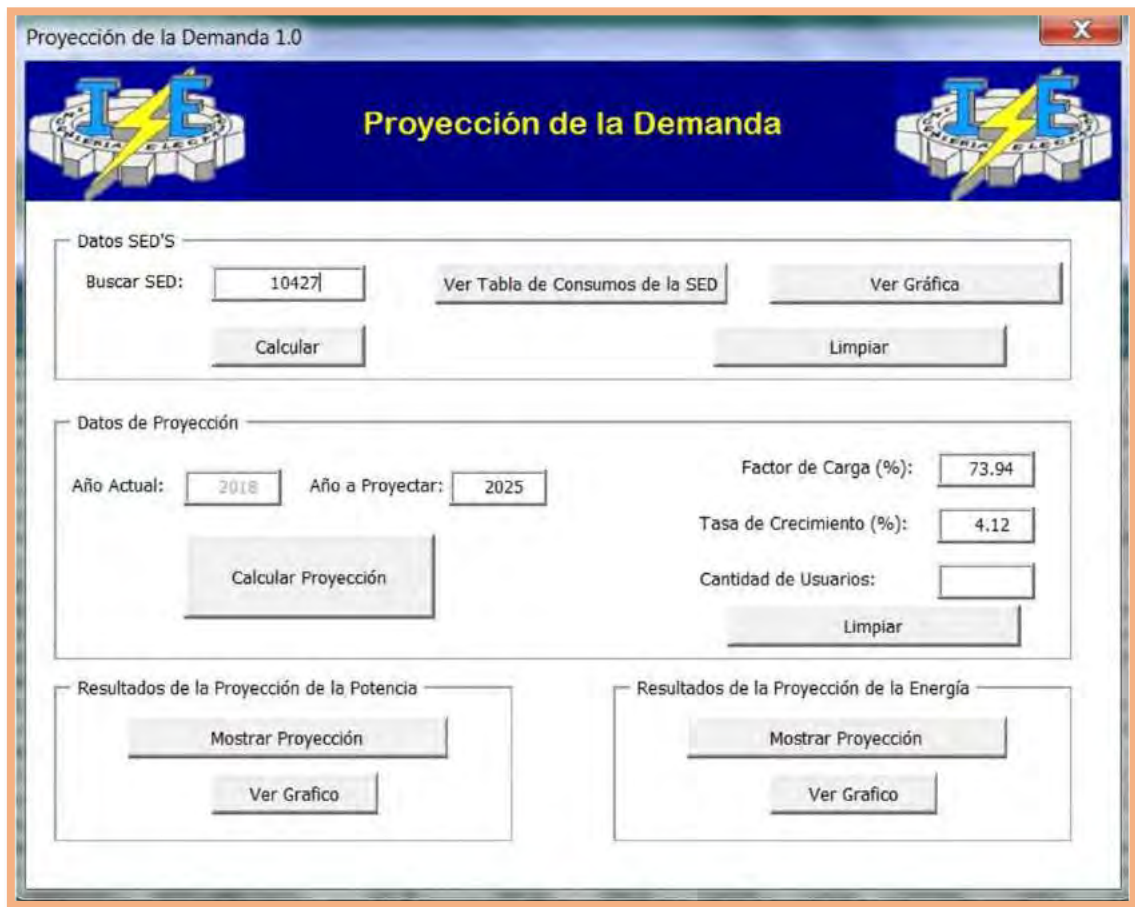 Proyección de la Demanda 1.0
X
IE
Proyección de la Demanda
IE
Datos SED'S
Buscar SED: 10427 Ver Tabla de Consumos de la SED Ver Gráfica
Calcular Limpiar
Datos de Proyección
Factor de Carga (%): 73.94
Año Actual: 2018 Año a Proyectar: 2025
Tasa de Crecimiento (%): 4.12
Calcular Proyección Cantidad de Usuarios:
Limpiar
Resultados de la Proyección de la Potencia Resultados de la Proyección de la Energía
Mostrar Proyección Mostrar Proyección
Ver Grafico Ver Grafico